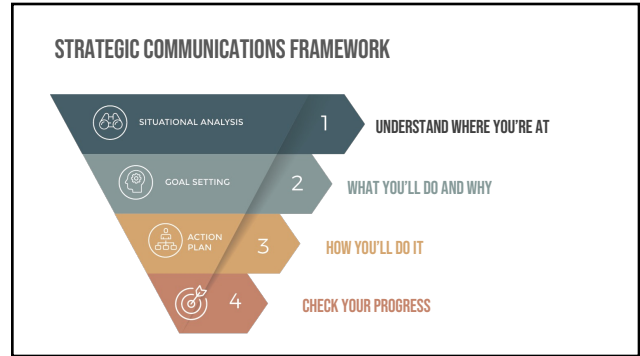 STRATEGIC COMMUNICATIONS FRAMEWORK
SITUATIONAL ANALYSIS 1 UNDERSTAND WHERE YOU'RE AT
GOAL SETTING 2 WHAT YOU'LL DO AND WHY
ACTION
PLAN 3 HOW YOU'LL DO IT
4 CHECK YOUR PROGRESS